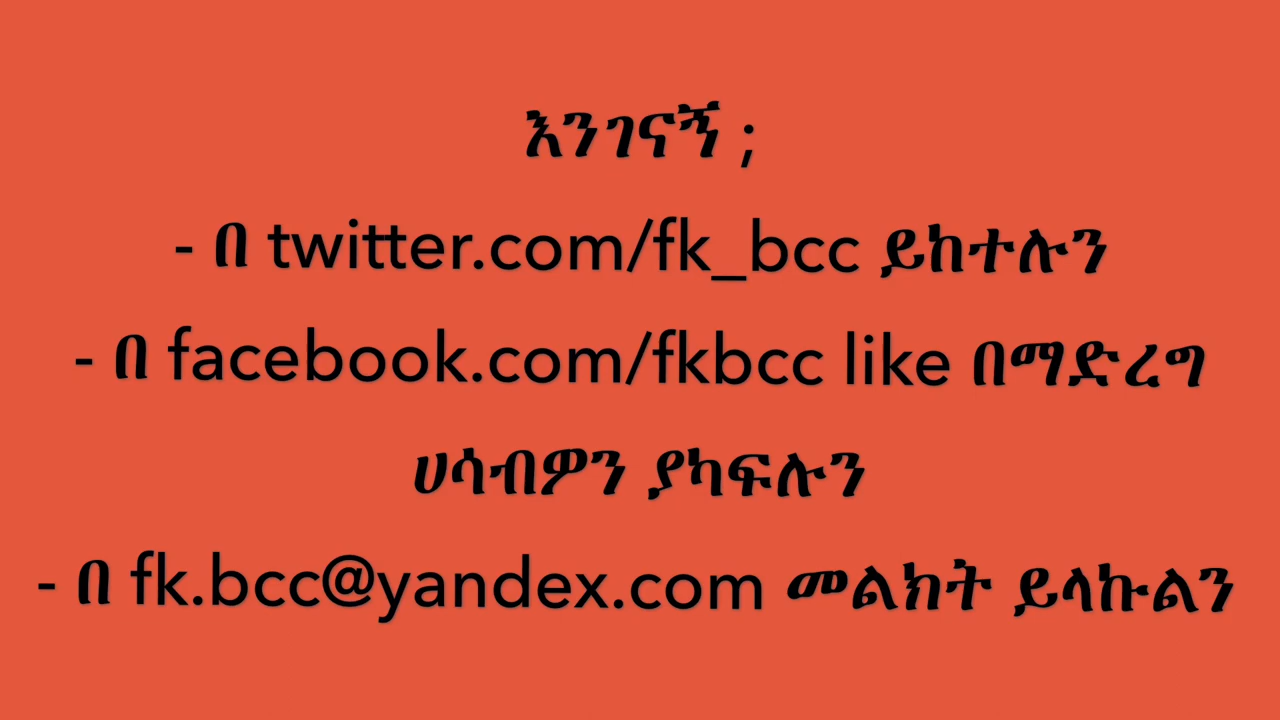 እንገናኝ ;
- በ twitter.com/fk_bcc ይከተሉን
- በ facebook.com/fkbcc like በማድረግ
ሀሳብዎን ያካፍሉን
- በ fk.bcc@yandex.com መልክት ይላኩልን